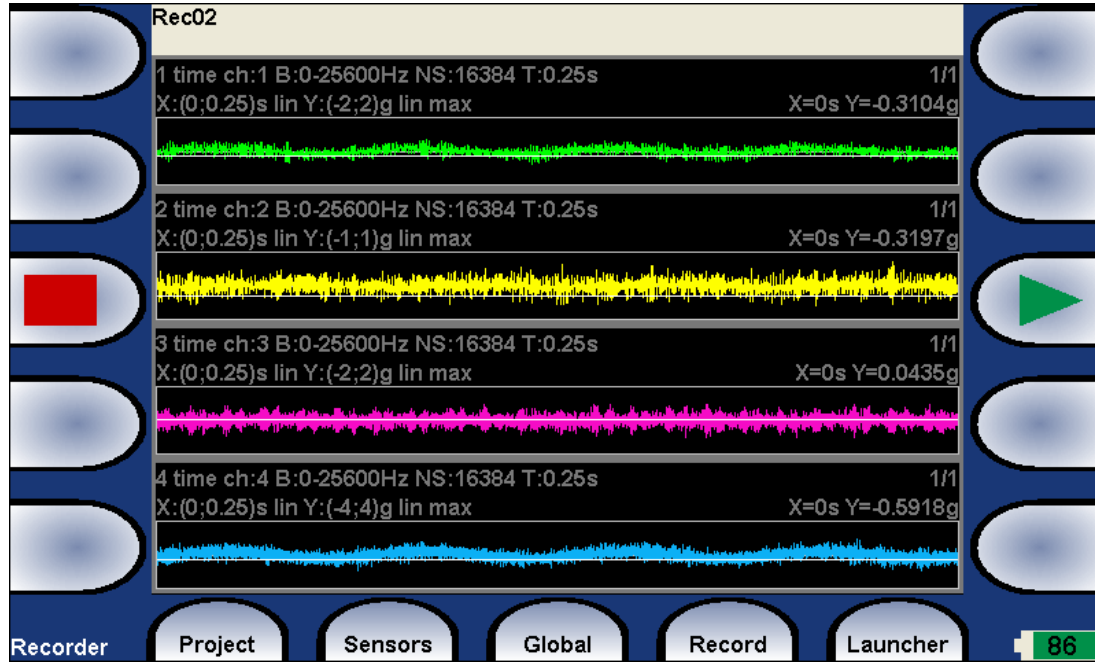 Rec02
1 time ch:1 B:0-25600Hz NS:16384 T:0.25s 1/1
X:(0;0.25)s lin Y:(-2;2)g lin max X=0s Y=-0.3104g
2 time ch:2 B:0-25600Hz NS:16384 T:0.25s 1/1
X:(0;0.25)s lin Y:(-1;1)g lin max X=0s Y=-0.3197g
3 time ch:3 B:0-25600Hz NS:16384 T:0.25s 1/1
X:(0;0.25)s lin Y:(-2;2)g lin max X=0s Y=0.0435g
4 time ch:4 B:0-25600Hz NS:16384 T:0.25s 1/1
X:(0;0.25)s lin Y:(-4;4)g lin max X=0s Y=-0.5918g
Recorder Project Sensors Global Record Launcher 86